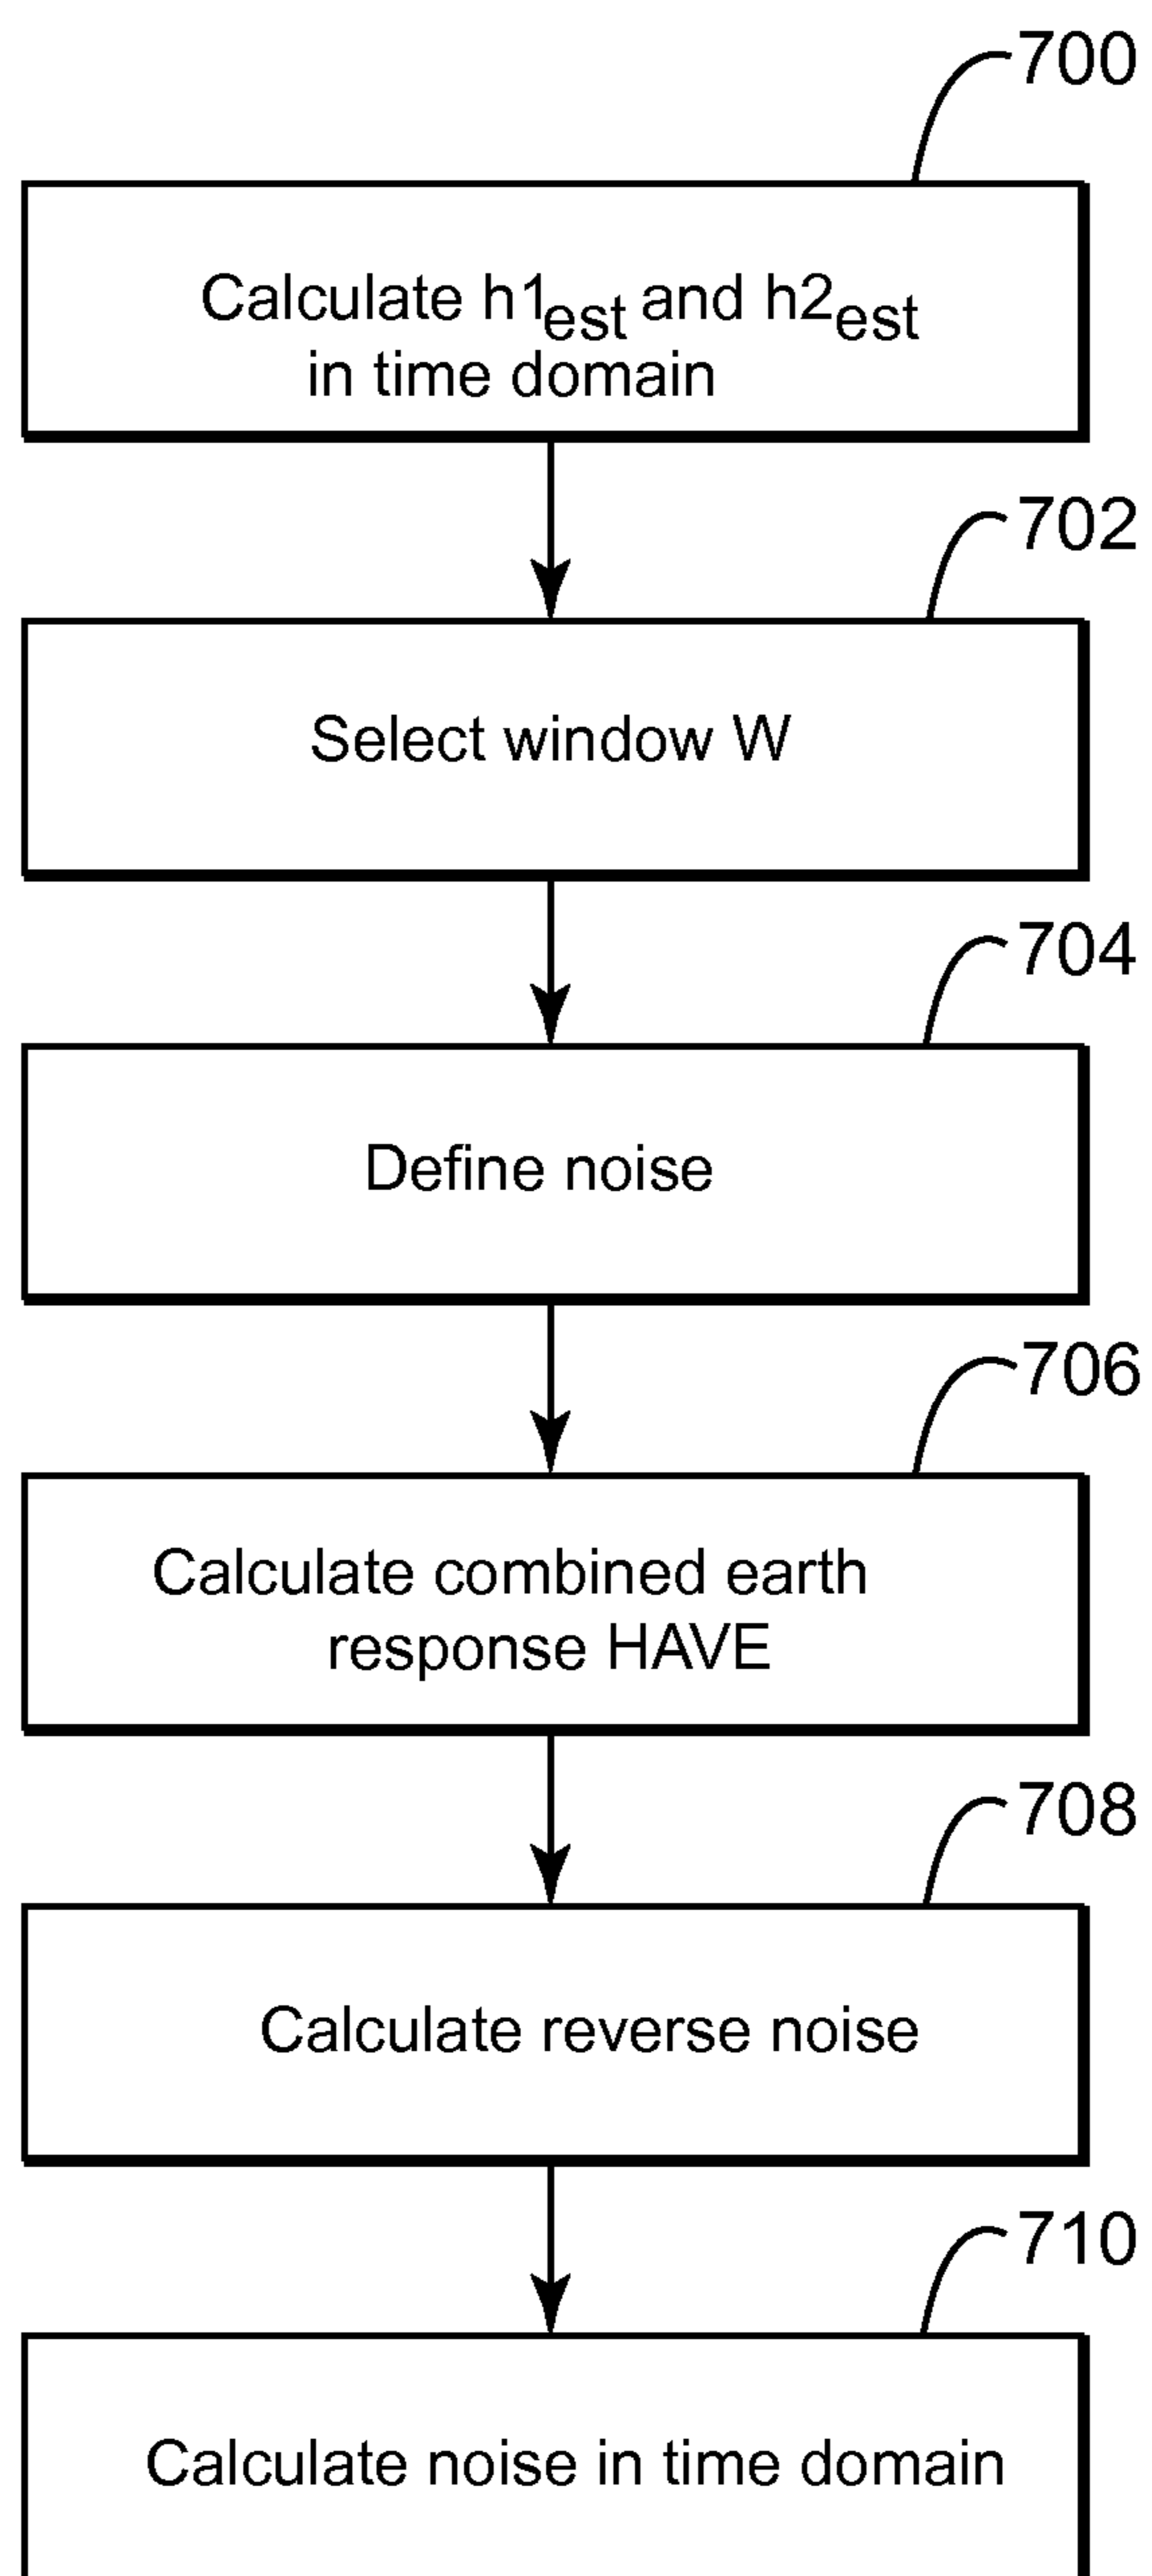 700
Calculate h1est and h2est
in time domain
702
Select window W
704
Define noise
706
Calculate combined earth
response HAVE
708
Calculate reverse noise
710
Calculate noise in time domain